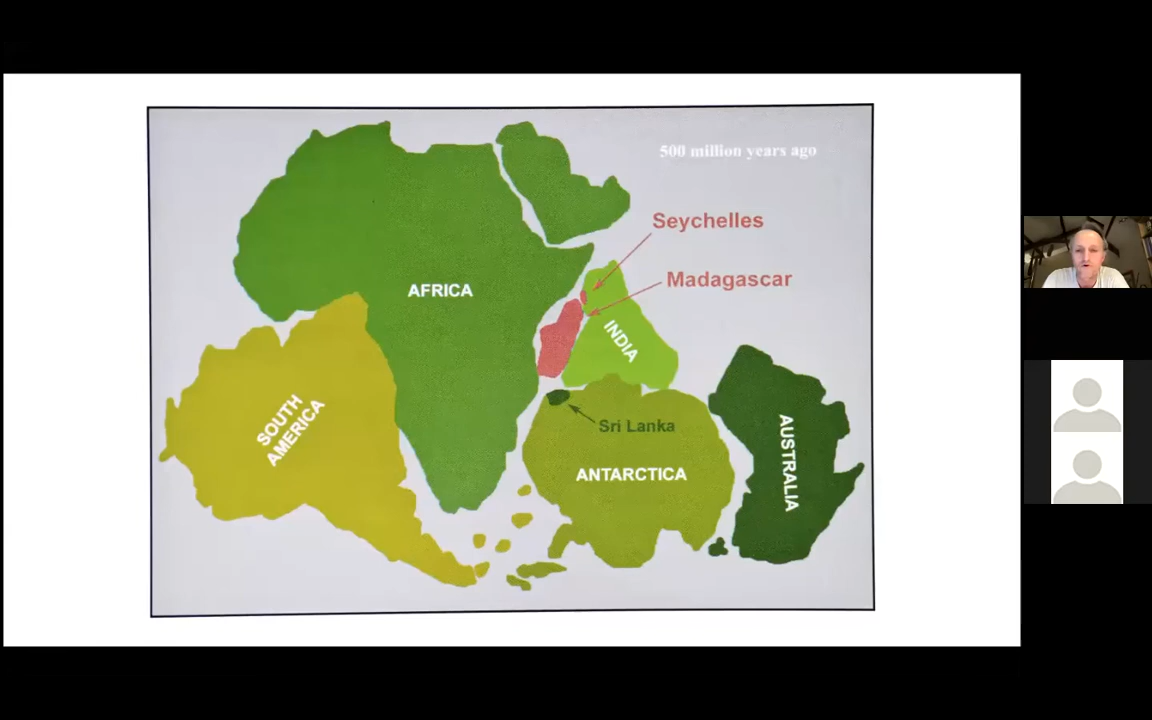 500 million years ago
Seychelles
Madagascar
AFRICA
INDIA
SOUTH
AMERICA
Sri Lanka
AUSTRALIA
ANTARCTICA